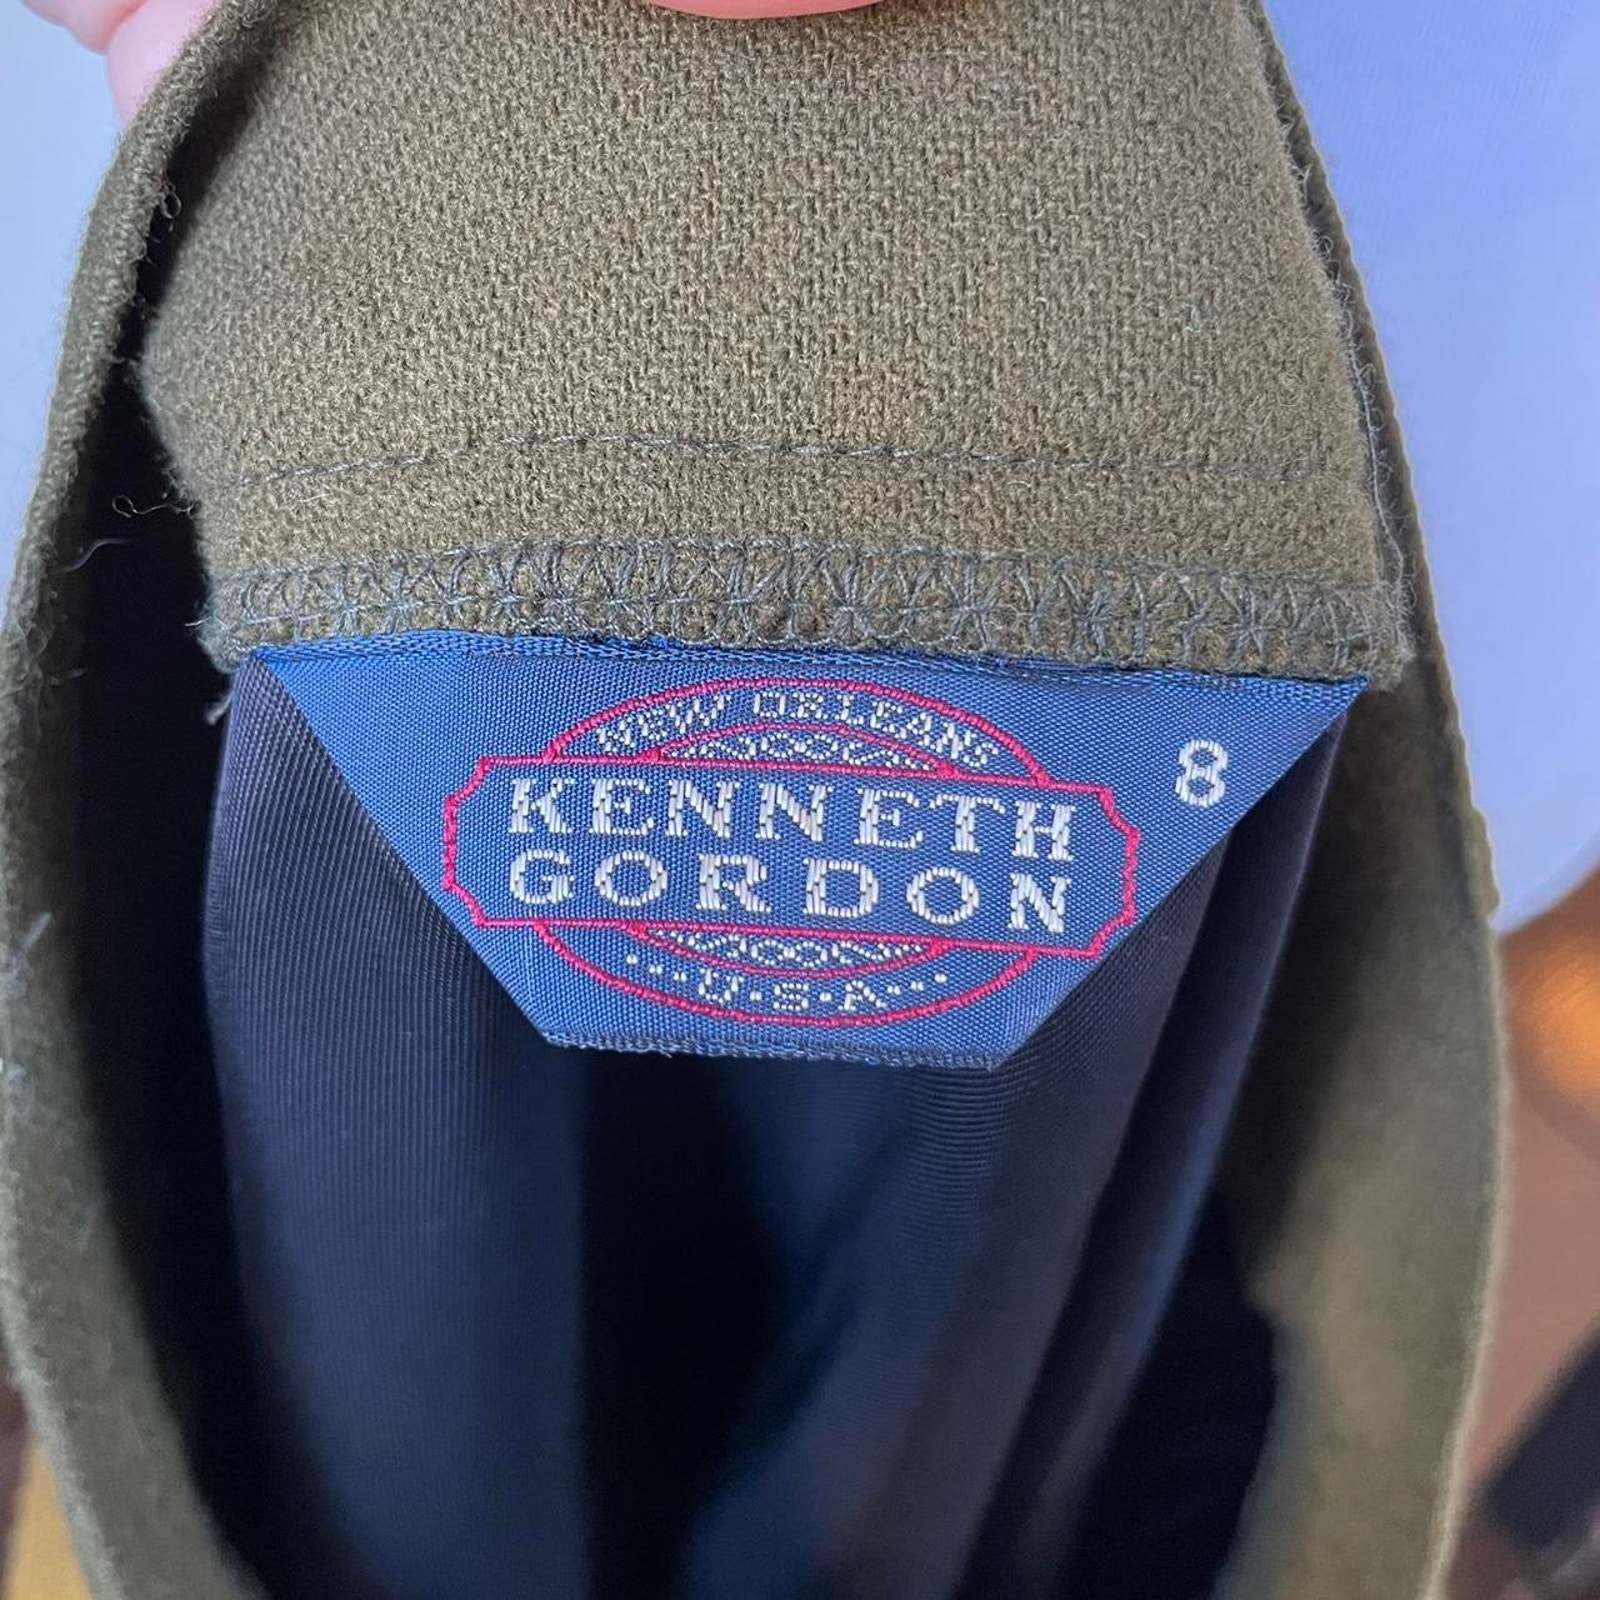 NEW ORLEANS
KENNETH
GORDON
U·S·A
8